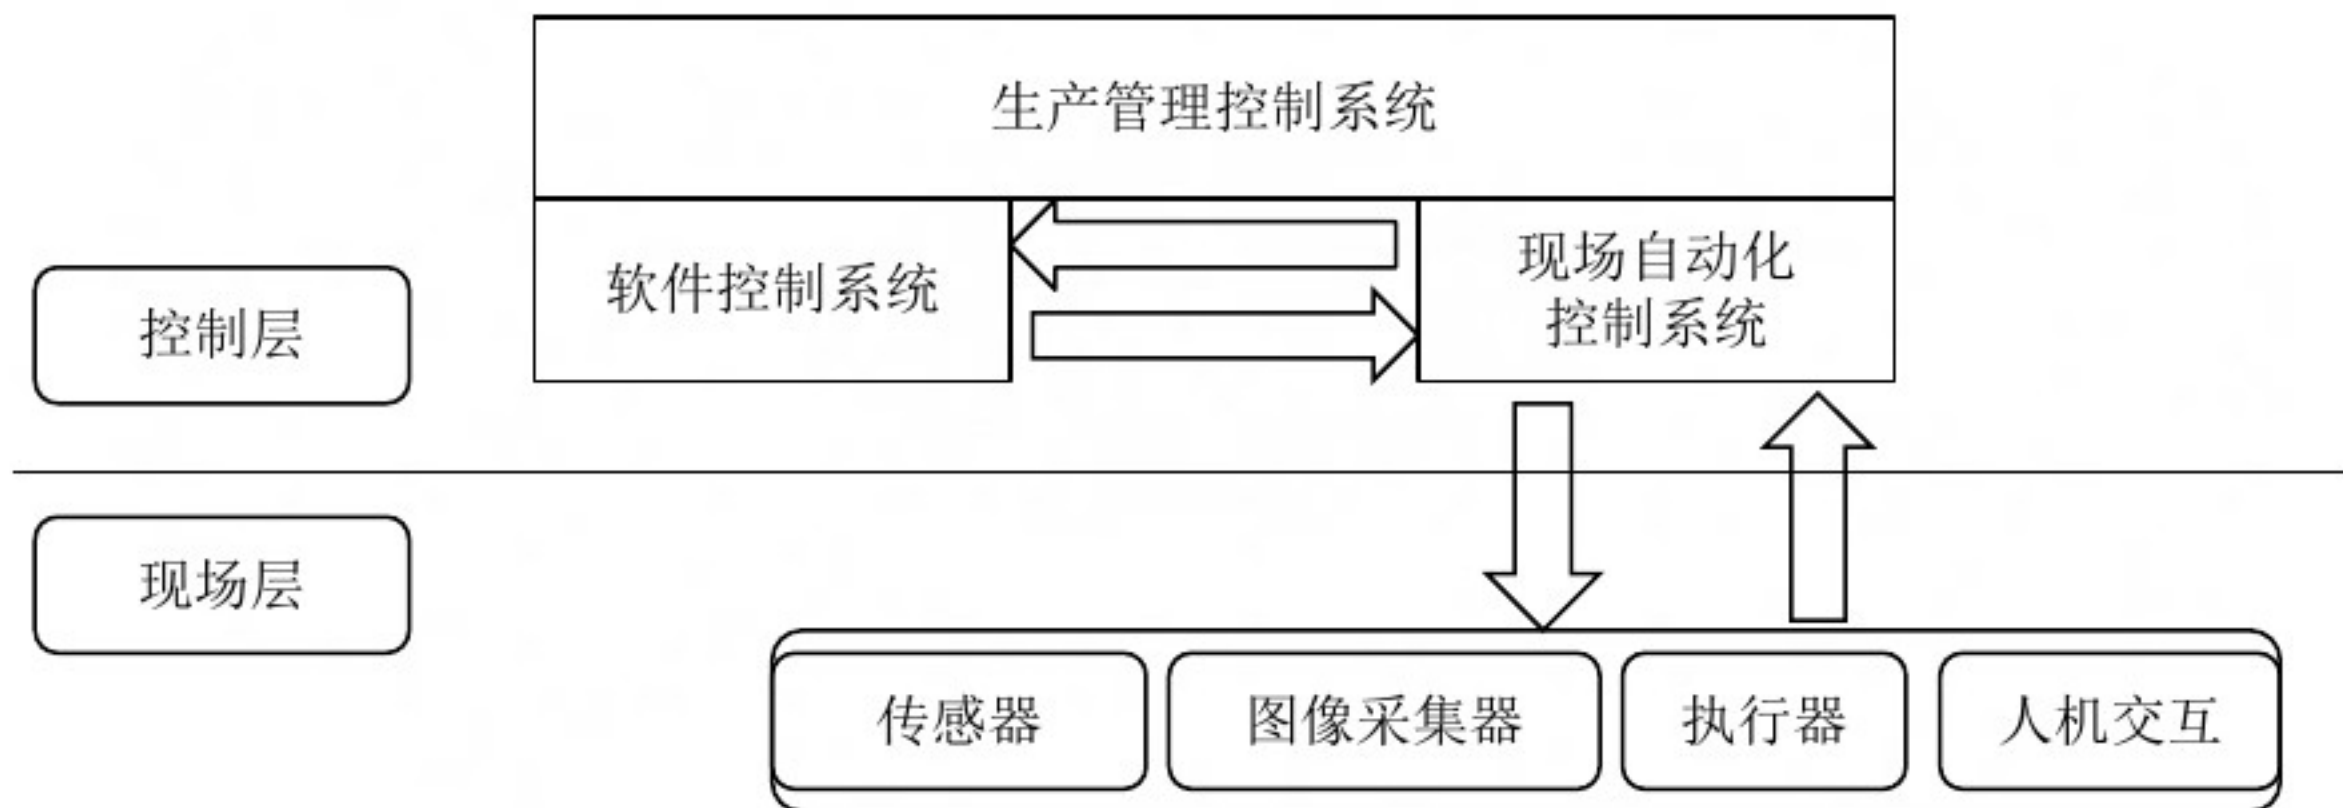 生产管理控制系统
软件控制系统
现场自动化
控制系统
控制层
现场层
传感器
图像采集器
执行器
人机交互